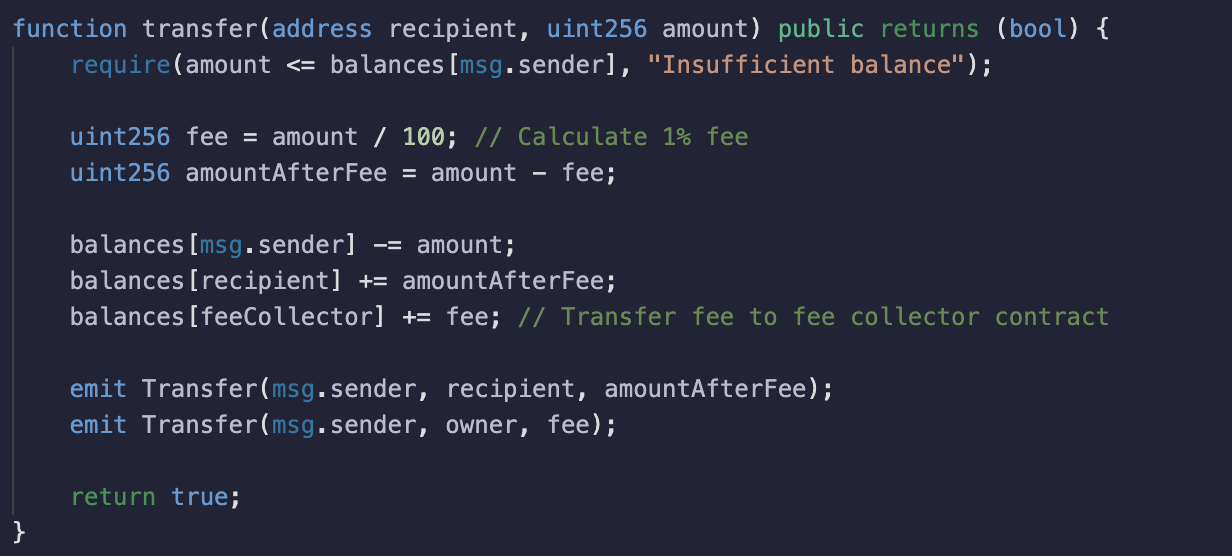 function transfer(address recipient, uint256 amount) public returns (bool) {
    require(amount <= balances[msg.sender], "Insufficient balance");

    uint256 fee = amount / 100; // Calculate 1% fee
    uint256 amountAfterFee = amount - fee;

    balances[msg.sender] -= amount;
    balances[recipient] += amountAfterFee;
    balances[feeCollector] += fee; // Transfer fee to fee collector contract

    emit Transfer(msg.sender, recipient, amountAfterFee);
    emit Transfer(msg.sender, owner, fee);

    return true;
}